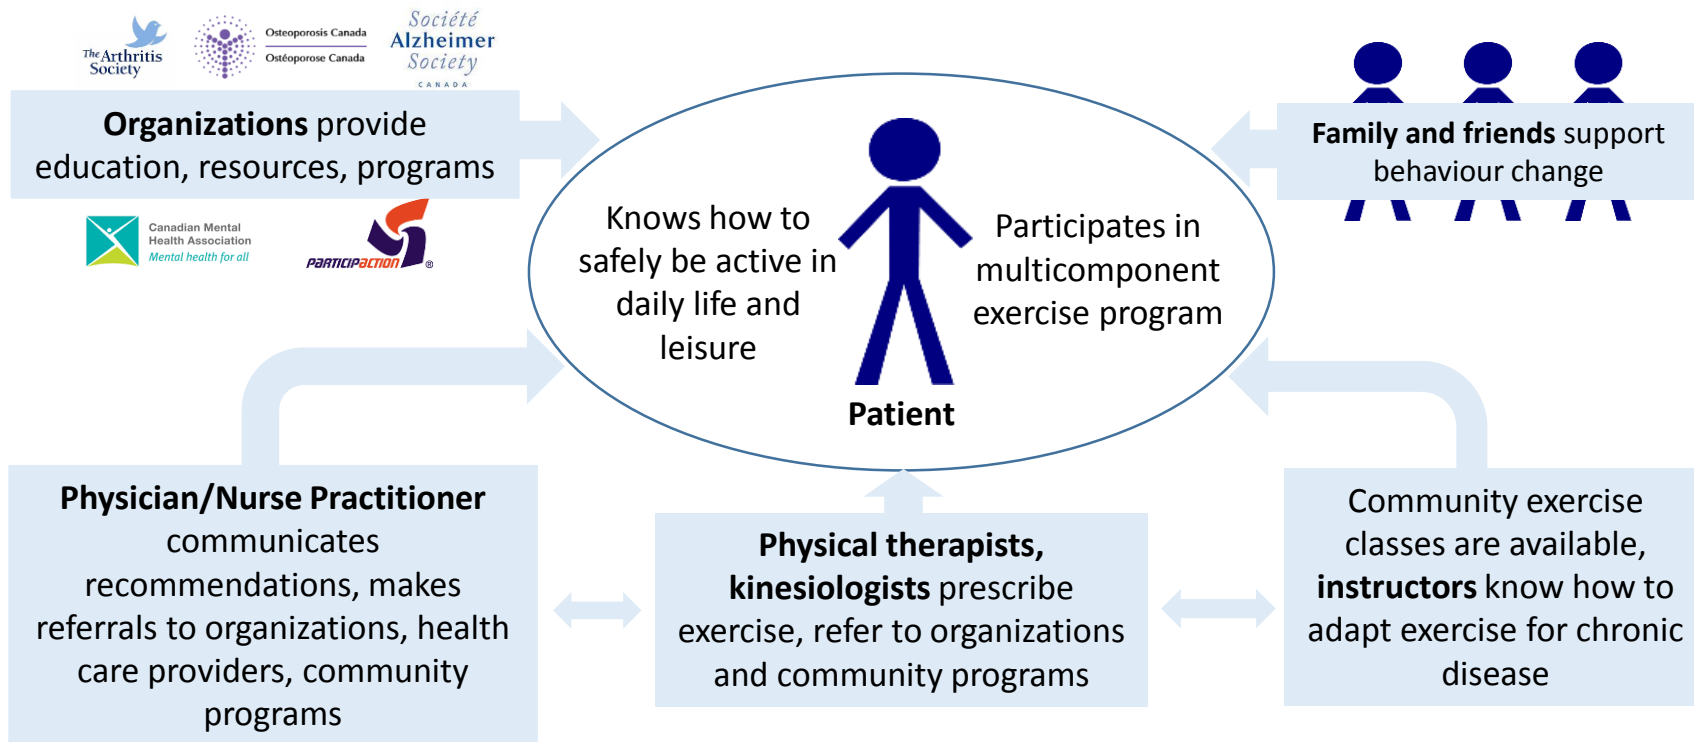 The Arthritis
Society
Osteoporosis Canada
Ostéoporose Canada
Société
Alzheimer
Society
CANADA
Organizations provide
education, resources, programs
Canadian Mental
Health Association
Mental health for all
PARTICIPACTION ®
Family and friends support
behaviour change
Knows how to
safely be active in
daily life and
leisure
Participates in
multicomponent
exercise program
Patient
Physician/Nurse Practitioner
communicates
recommendations, makes
referrals to organizations, health
care providers, community
programs
Physical therapists,
kinesiologists prescribe
exercise, refer to organizations
and community programs
Community exercise
classes are available,
instructors know how to
adapt exercise for chronic
disease